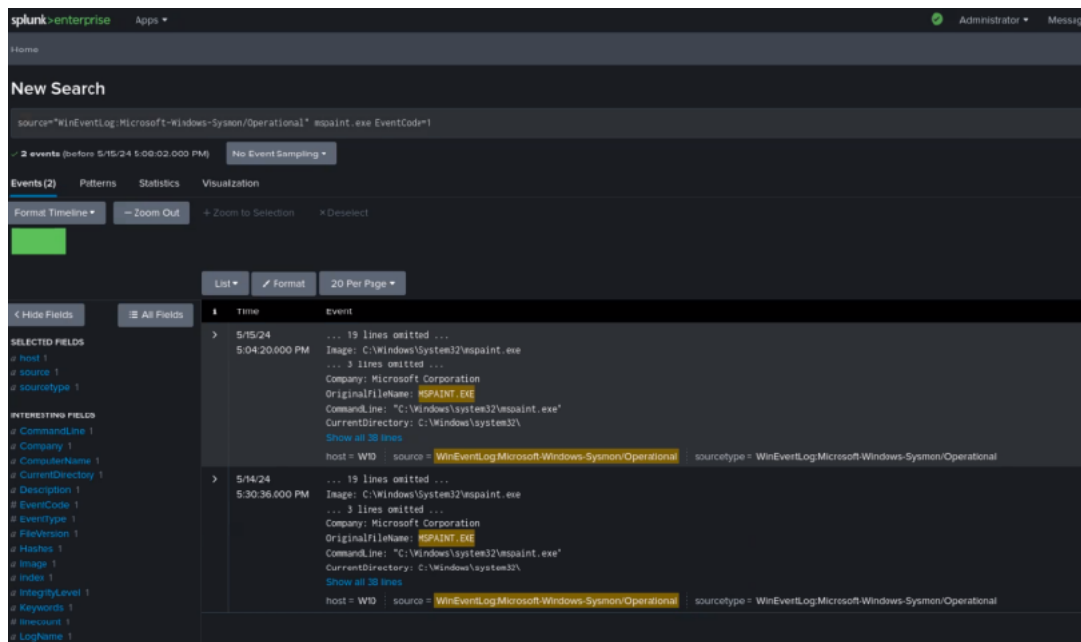 splunk>enterprise Apps ▾ Administrator ▾ Messag
Home
New Search
source="WinEventLog:Microsoft-Windows-Sysmon/Operational" mspaint.exe EventCode=1
✓ 2 events (before 5/15/24 5:08:02.000 PM) No Event Sampling ▾
Events (2) Patterns Statistics Visualization
Format Timeline ▾ — Zoom Out + Zoom to Selection × Deselect
List ▾ Format 20 Per Page ▾
< Hide Fields All Fields
i Time Event
SELECTED FIELDS
a host 1
a source 1
a sourcetype 1
INTERESTING FIELDS
a CommandLine 1
a Company 1
a ComputerName 1
a CurrentDirectory 1
a Description 1
# EventCode 1
# EventType 1
a FileVersion 1
a Hashes 1
a Image 1
a index 1
a IntegrityLevel 1
a Keywords 1
# linecount 1
a LogName 1
> 5/15/24
5:04:20.000 PM
... 19 lines omitted ...
Image: C:\Windows\System32\mspaint.exe
... 3 lines omitted ...
Company: Microsoft Corporation
OriginalFileName: MSPAINT.EXE
CommandLine: "C:\Windows\system32\mspaint.exe"
CurrentDirectory: C:\Windows\system32\
Show all 38 lines
host = W10 source = WinEventLog:Microsoft-Windows-Sysmon/Operational sourcetype = WinEventLog:Microsoft-Windows-Sysmon/Operational
> 5/14/24
5:30:36.000 PM
... 19 lines omitted ...
Image: C:\Windows\System32\mspaint.exe
... 3 lines omitted ...
Company: Microsoft Corporation
OriginalFileName: MSPAINT.EXE
CommandLine: "C:\Windows\system32\mspaint.exe"
CurrentDirectory: C:\Windows\system32\
Show all 38 lines
host = W10 source = WinEventLog:Microsoft-Windows-Sysmon/Operational sourcetype = WinEventLog:Microsoft-Windows-Sysmon/Operational